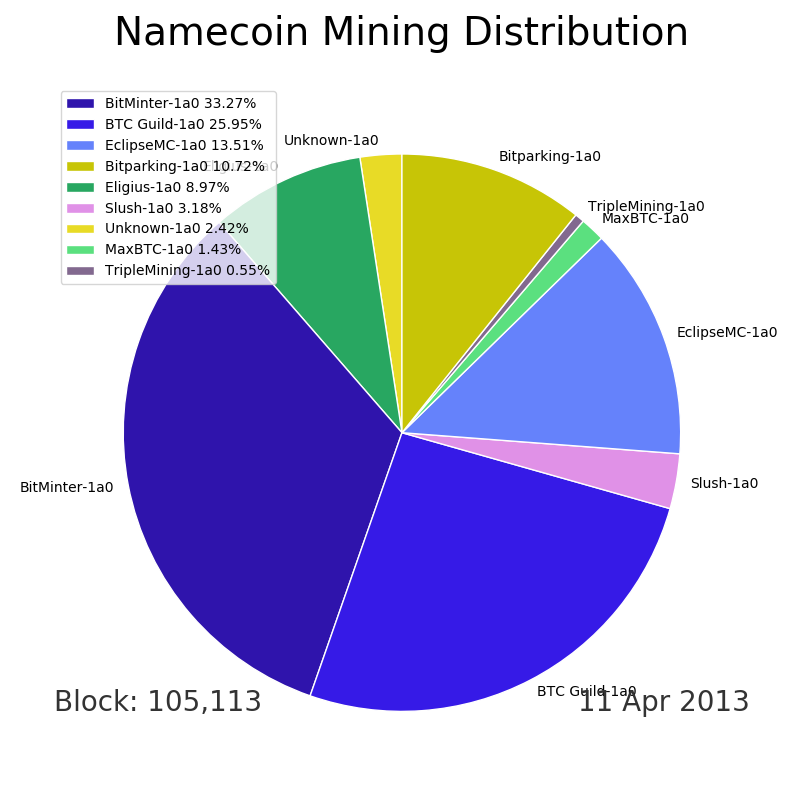 Namecoin Mining Distribution
BitMinter-1a0 33.27%
BTC Guild-1a0 25.95%
EclipseMC-1a0 13.51%
Bitparking-1a0 10.72%
Eligius-1a0 8.97%
Slush-1a0 3.18%
Unknown-1a0 2.42%
MaxBTC-1a0 1.43%
TripleMining-1a0 0.55%
Unknown-1a0
Bitparking-1a0
Eligius-1a0
TripleMining-1a0
MaxBTC-1a0
EclipseMC-1a0
Slush-1a0
BitMinter-1a0
BTC Guild-1a0
Block: 105,113
11 Apr 2013